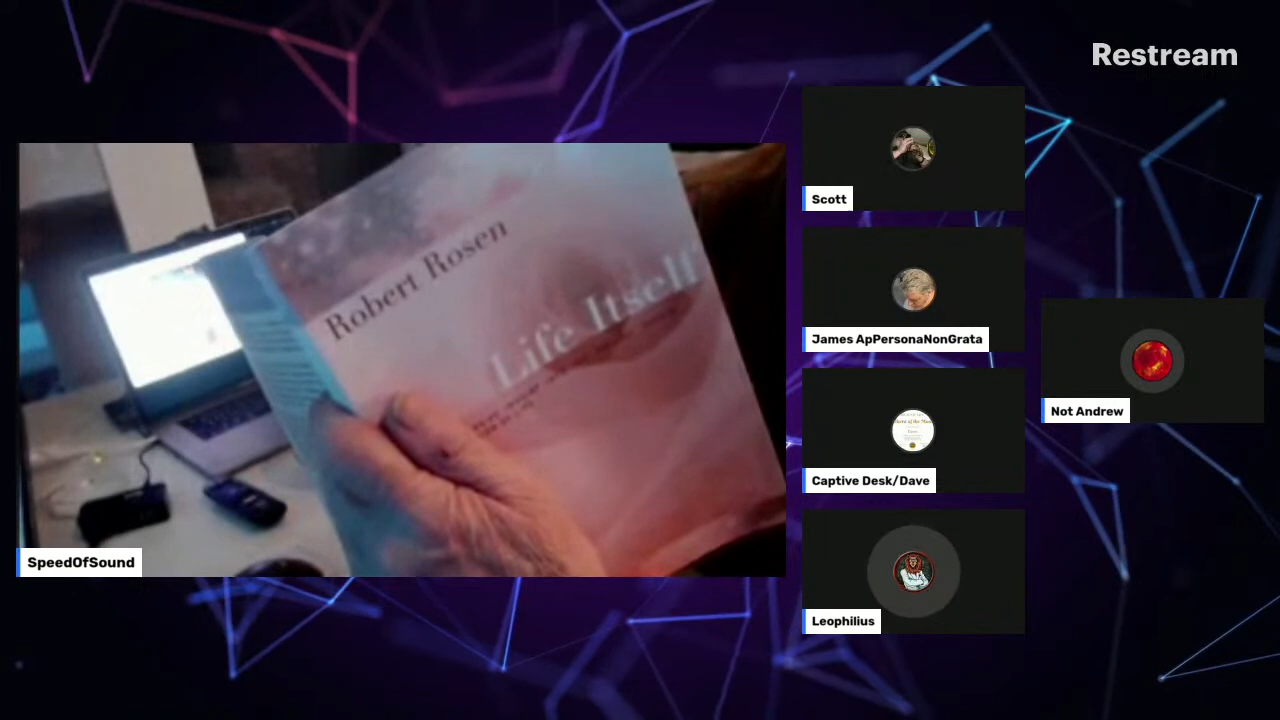 Restream
Robert Rosen
Life Itself
SpeedOfSound
Scott
James ApPersonaNonGrata
Captive Desk/Dave
Leophilius
Not Andrew